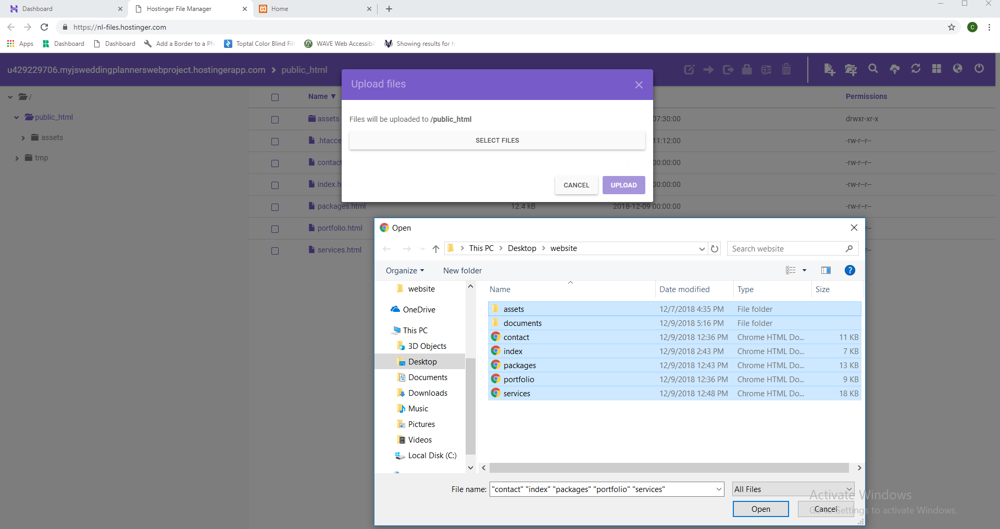 Dashboard
Hostinger File Manager
Home
https://nl-files.hostinger.com
C
Apps
Dashboard
Dashboard
Add a Border to a PN
Toptal Color Blind Filt
WAVE Web Accessibil
Showing results for h
u429229706.myjsweddingplannerswebproject.hostingerapp.com > public_html
Upload files
Files will be uploaded to /public_html
SELECT FILES
CANCEL
UPLOAD
/
public_html
assets
tmp
Name
Permissions
assets
07:30:00
drwxr-xr-x
.htacce
11:12:00
-rw-r--r--
contact
00:00:00
-rw-r--r--
index.h
00:00:00
-rw-r--r--
packages.html
12.4 kB
2018-12-09 00:00:00
-rw-r--r--
portfolio.html
services.html
Open
This PC > Desktop > website
Search website
Organize
New folder
?
website
OneDrive
This PC
3D Objects
Desktop
Documents
Downloads
Music
Pictures
Videos
Local Disk (C:)
Name
Date modified
Type
Size
assets
12/7/2018 4:35 PM
File folder
documents
12/9/2018 5:16 PM
File folder
contact
12/9/2018 12:36 PM
Chrome HTML Do...
11 KB
index
12/9/2018 2:43 PM
Chrome HTML Do...
7 KB
packages
12/9/2018 12:43 PM
Chrome HTML Do...
13 KB
portfolio
12/9/2018 12:36 PM
Chrome HTML Do...
9 KB
services
12/9/2018 12:48 PM
Chrome HTML Do...
18 KB
File name:
"contact" "index" "packages" "portfolio" "services"
All Files
Open
Cancel
Activate Windows
Go to Settings to activate Windows.